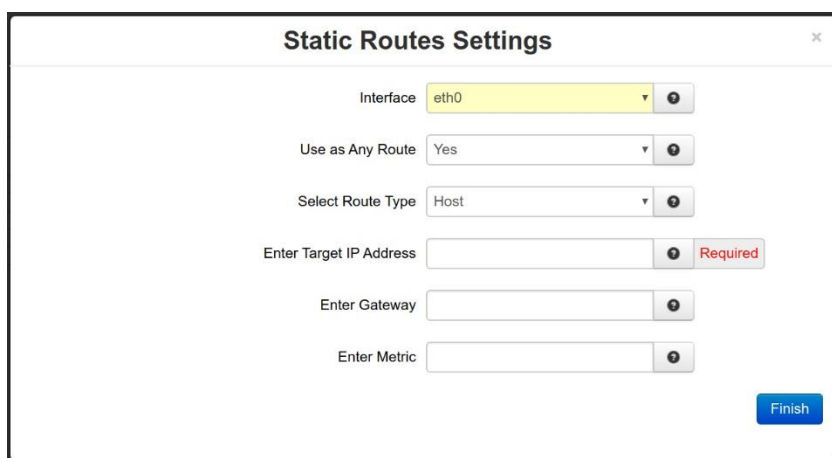 Static Routes Settings ×
Interface eth0
Use as Any Route Yes
Select Route Type Host
Enter Target IP Address Required
Enter Gateway
Enter Metric
Finish